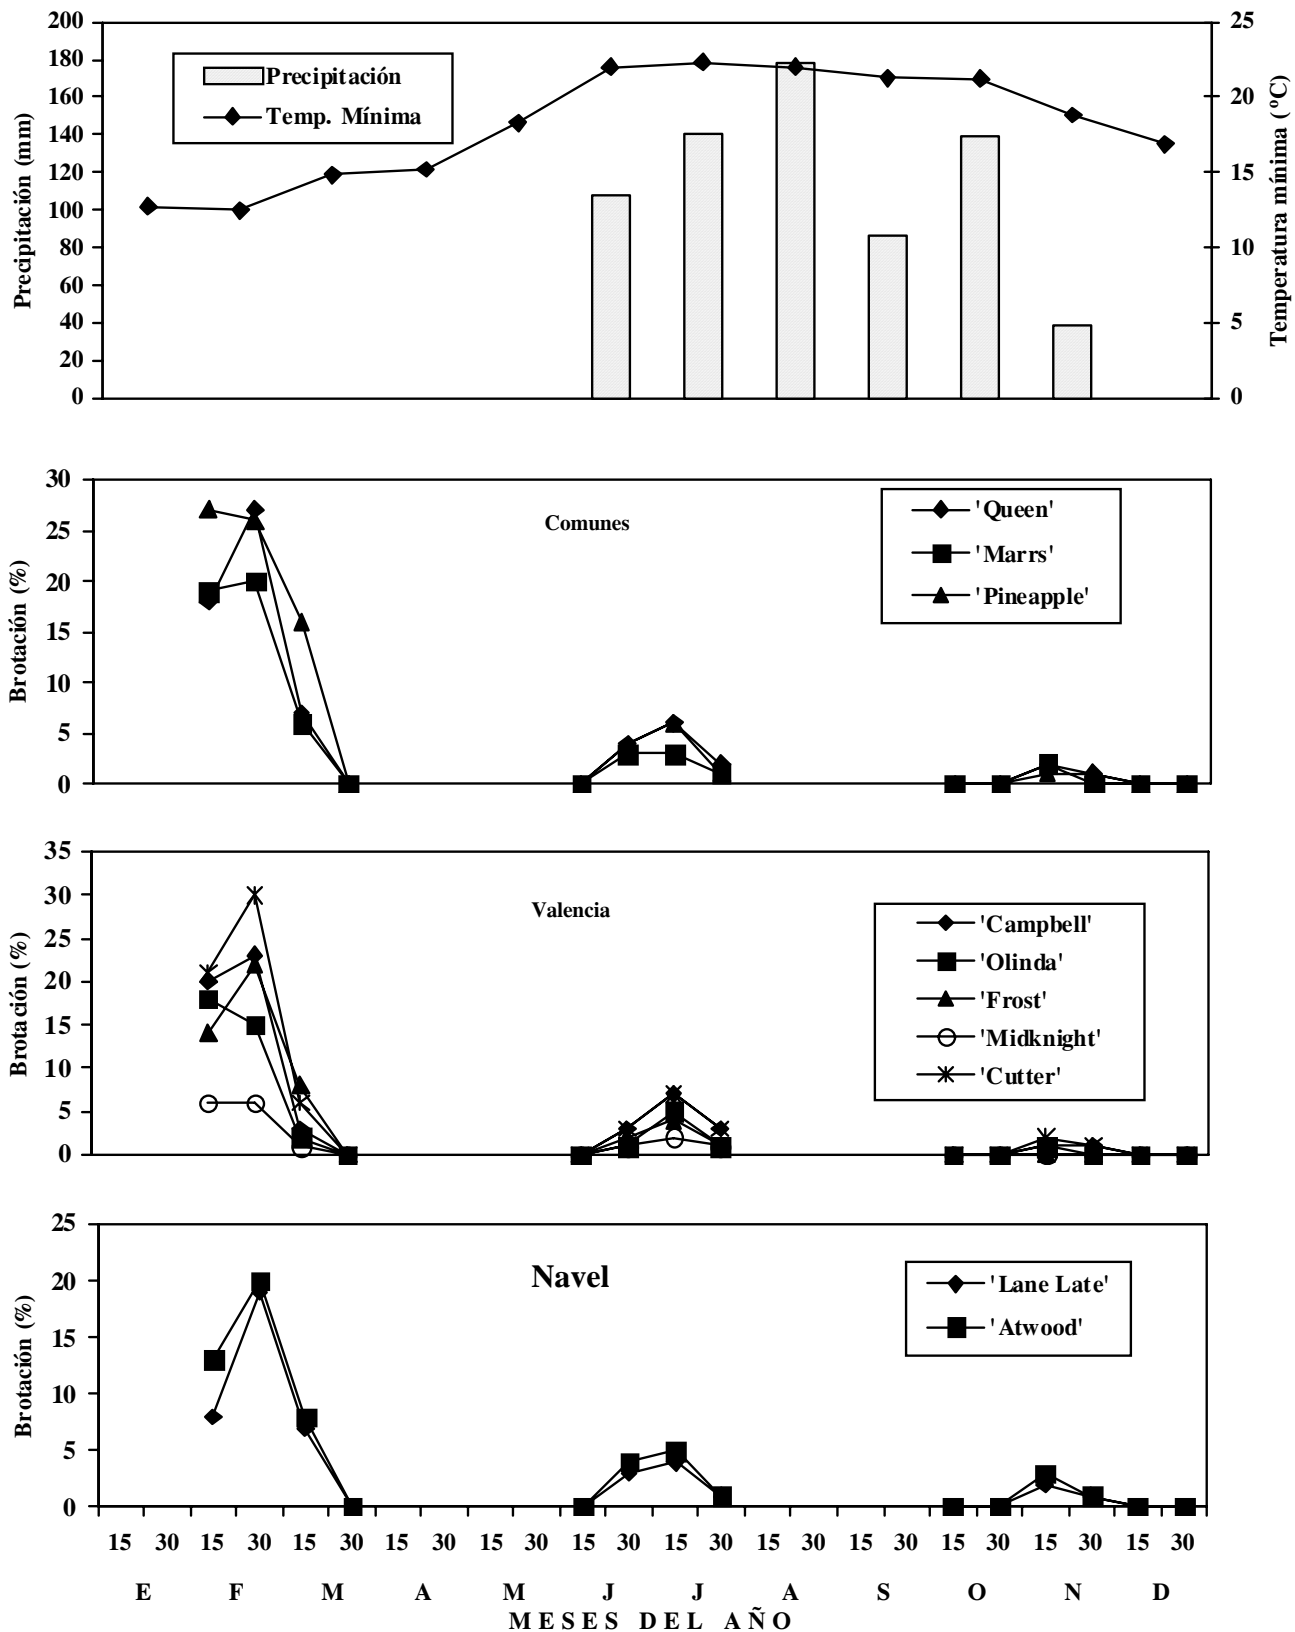 200
180
160
140
120
100
80
60
40
20
0
Precipitación (mm)
Precipitación
Temp. Mínima
25
20
15
10
5
0
Temperatura mínima (ºC)
30
25
20
15
10
5
0
Brotación (%)
Comunes
'Queen'
'Marrs'
'Pineapple'
35
30
25
20
15
10
5
0
Brotación (%)
Valencia
'Campbell'
'Olinda'
'Frost'
'Midknight'
'Cutter'
25
20
15
10
5
0
Brotación (%)
Navel
'Lane Late'
'Atwood'
15 30 15 30 15 30 15 30 15 30 15 30 15 30 15 30 15 30 15 30 15 30 15 30
E F M A M J J A S O N D
MESES DEL AÑO